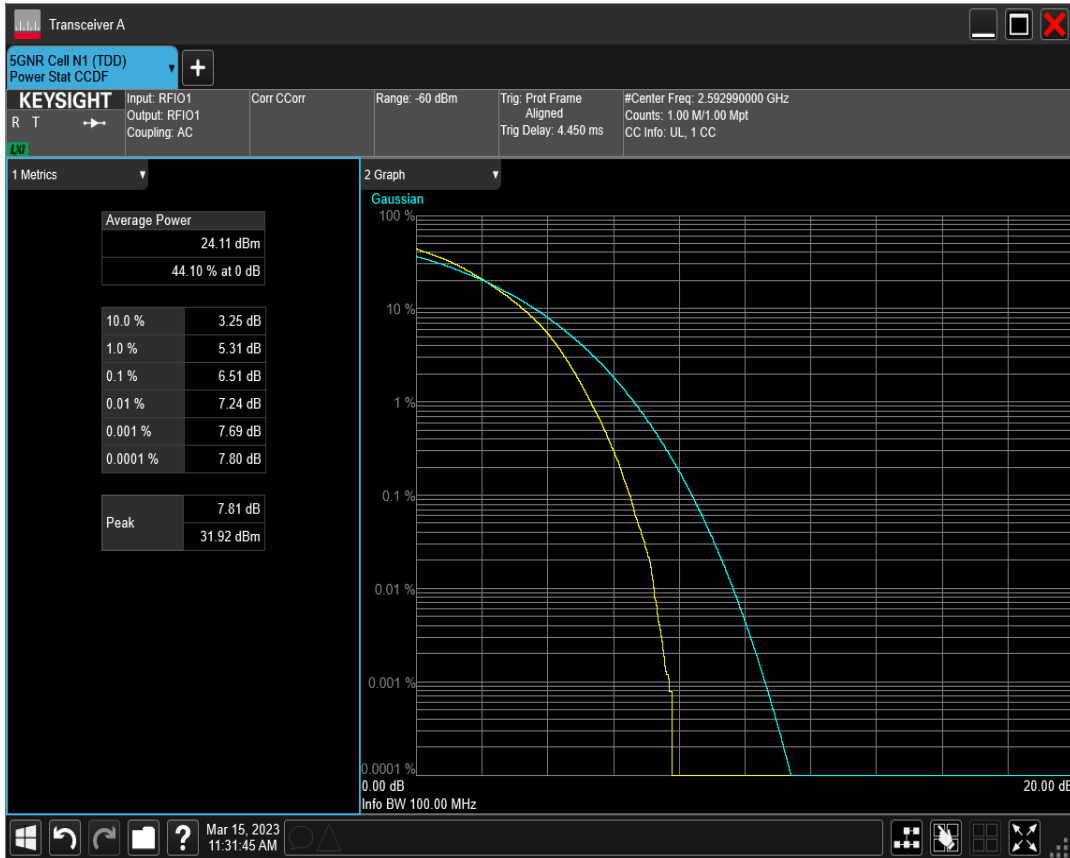 Transceiver A
5GNR Cell N1 (TDD)
Power Stat CCDF
+
KEYSIGHT
R T
LXI
Input: RFIO1
Output: RFIO1
Coupling: AC
Corr CCorr
Range: -60 dBm
Trig: Prot Frame
Aligned
Trig Delay: 4.450 ms
#Center Freq: 2.592990000 GHz
Counts: 1.00 M/1.00 Mpt
CC Info: UL, 1 CC
1 Metrics
Average Power
24.11 dBm
44.10 % at 0 dB
10.0 % 3.25 dB
1.0 % 5.31 dB
0.1 % 6.51 dB
0.01 % 7.24 dB
0.001 % 7.69 dB
0.0001 % 7.80 dB
Peak
7.81 dB
31.92 dBm
2 Graph
Gaussian
100 %
10 %
1 %
0.1 %
0.01 %
0.001 %
0.0001 %
0.00 dB
20.00 dB
Info BW 100.00 MHz
?
Mar 15, 2023
11:31:45 AM